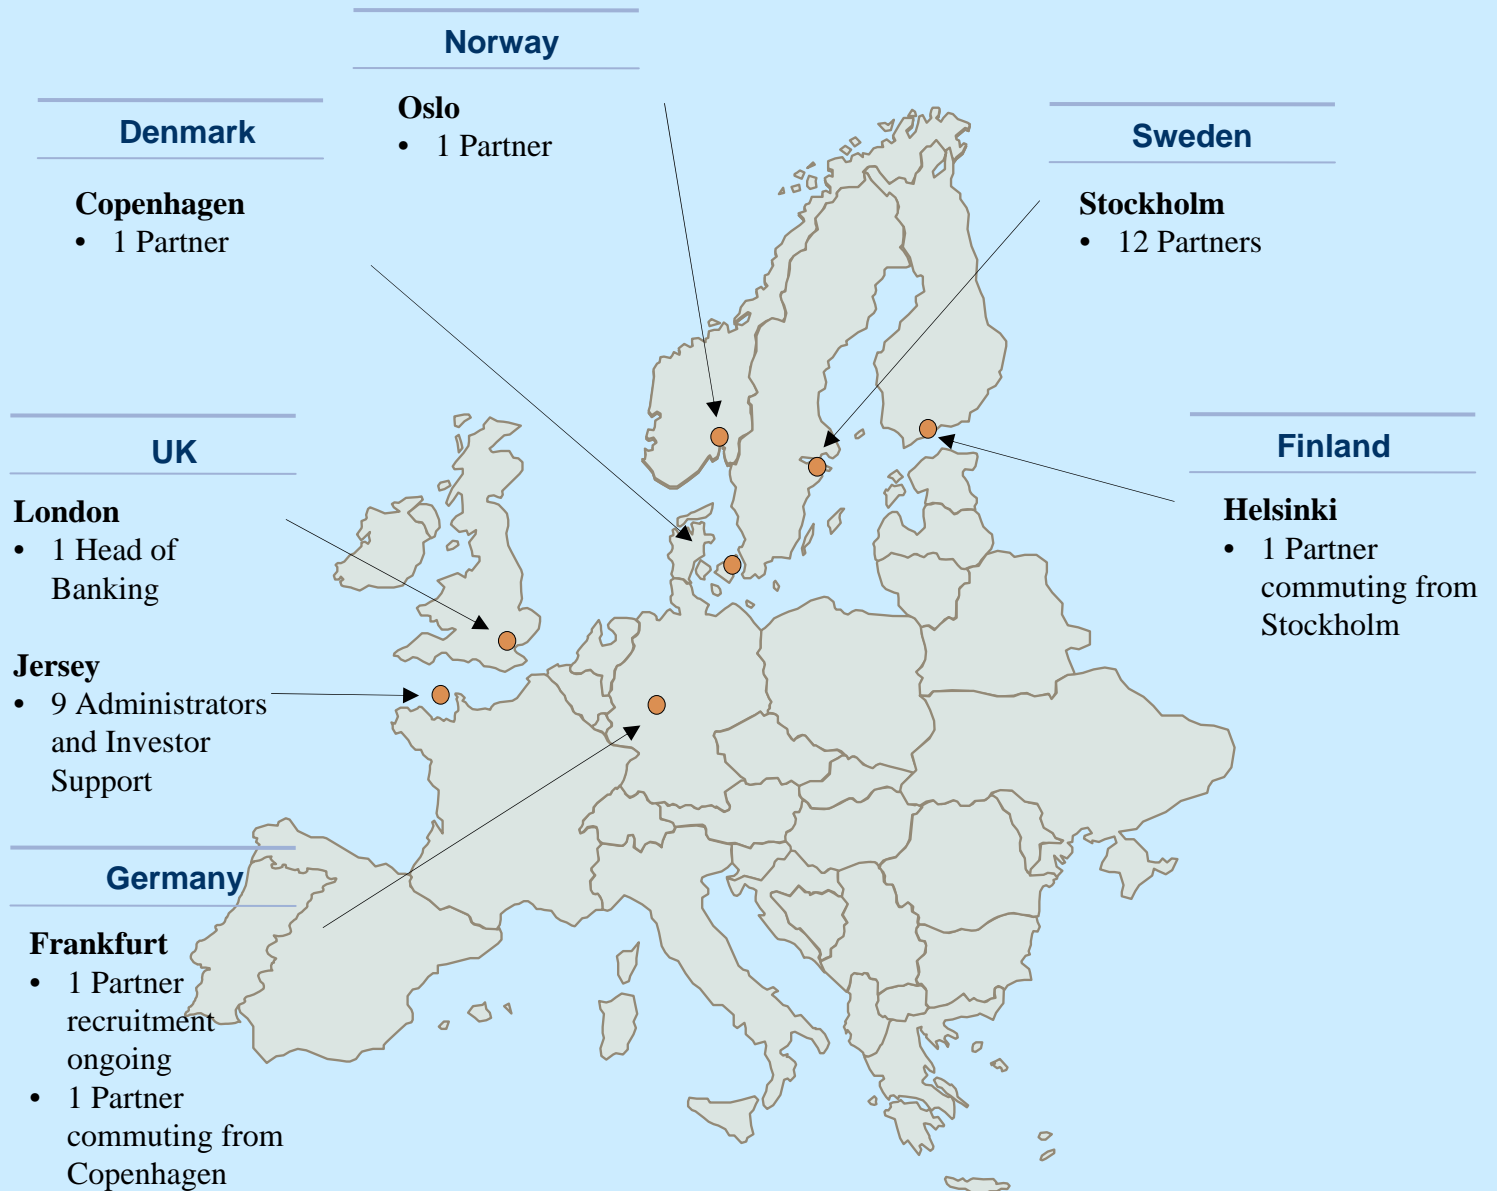 Norway
Oslo
• 1 Partner
Denmark
Copenhagen
• 1 Partner
Sweden
Stockholm
• 12 Partners
UK
London
• 1 Head of
Banking
Jersey
• 9 Administrators
and Investor
Support
Finland
Helsinki
• 1 Partner
commuting from
Stockholm
Germany
Frankfurt
• 1 Partner
recruitment
ongoing
• 1 Partner
commuting from
Copenhagen